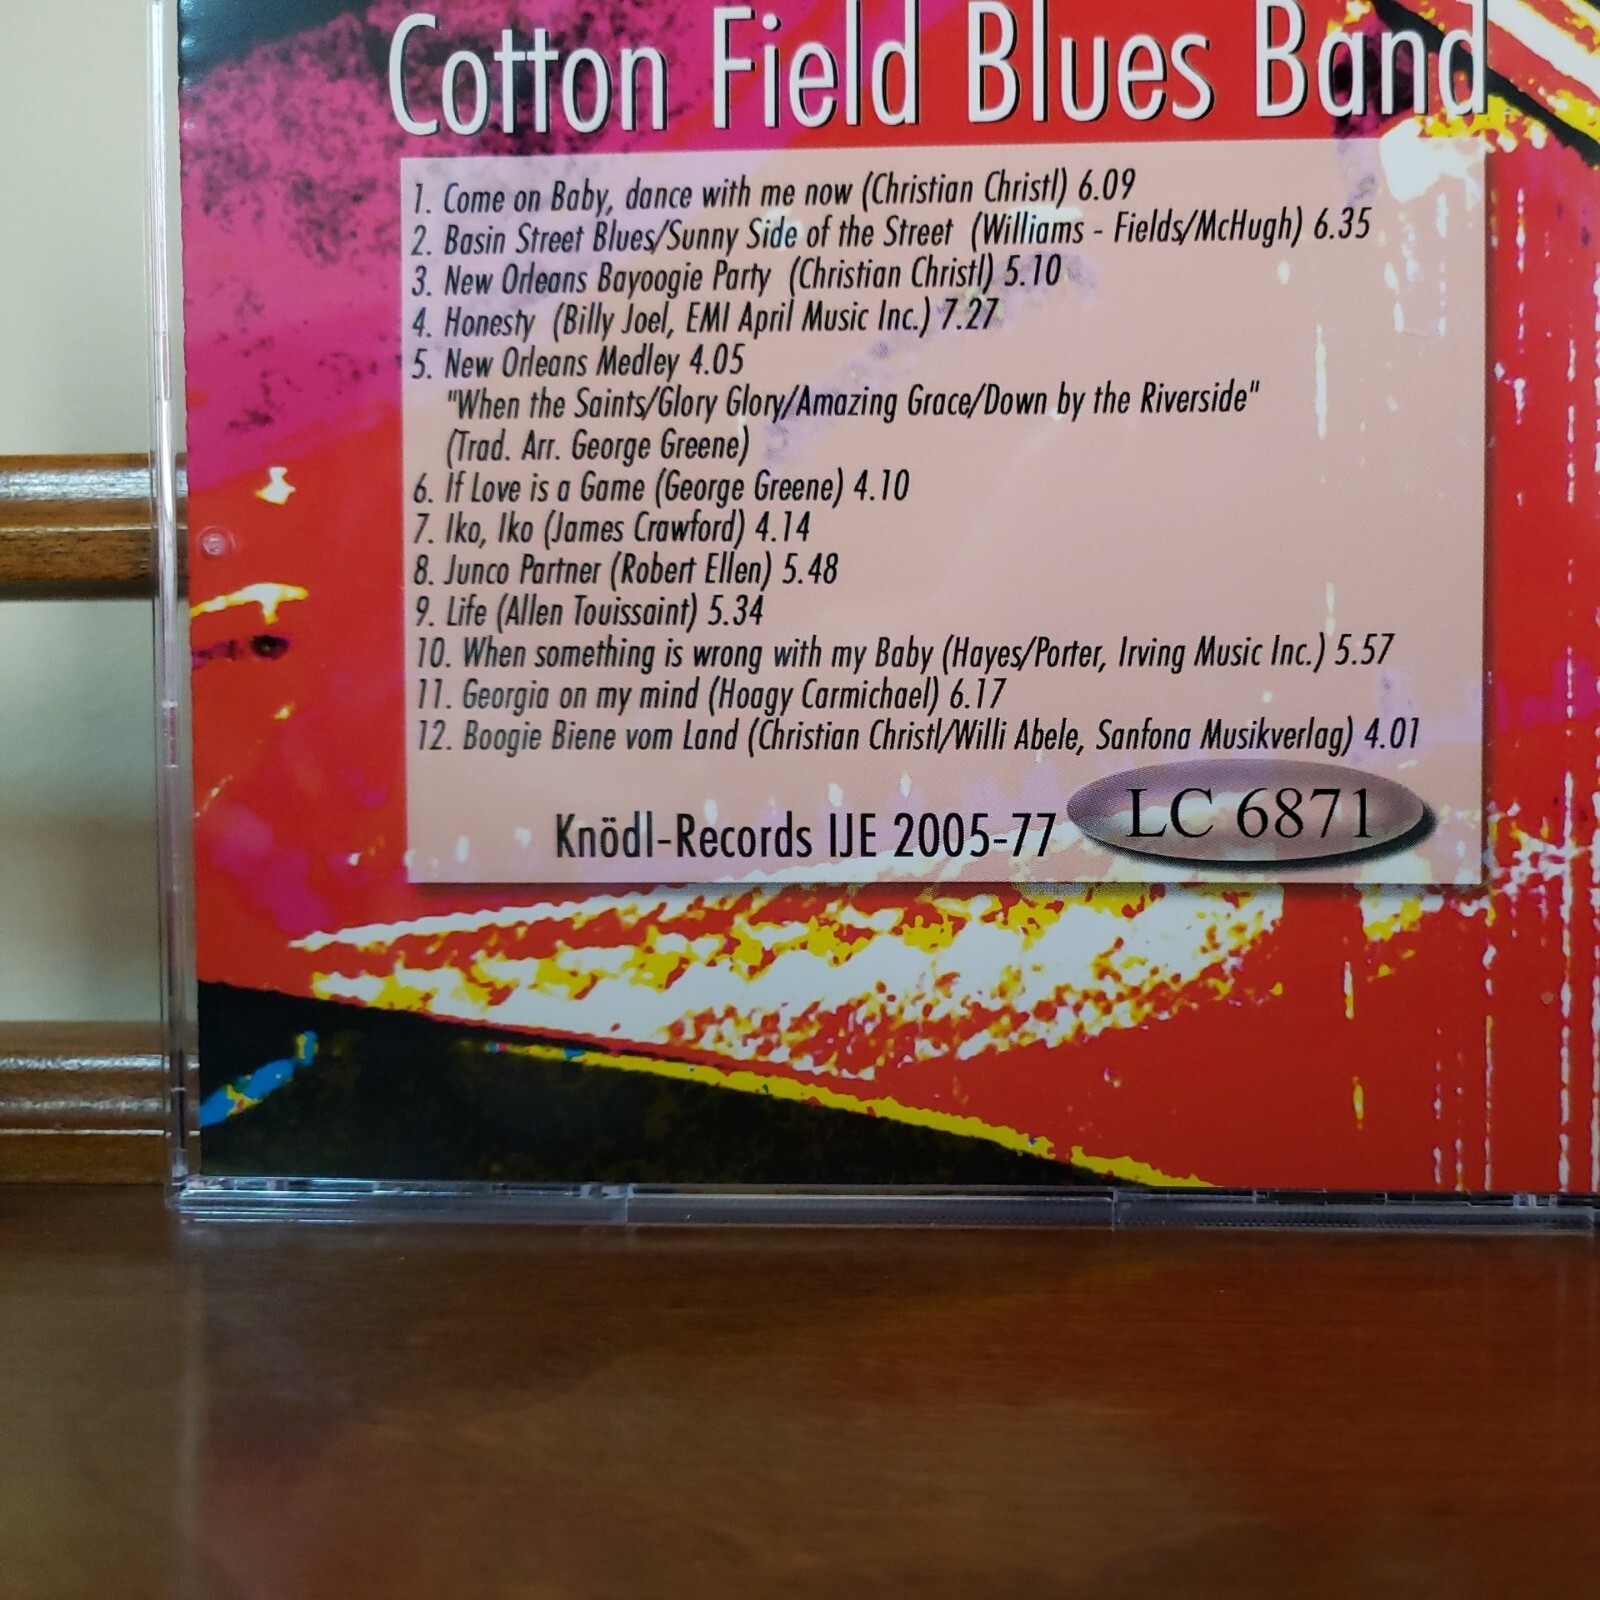 Cotton Field Blues Band
1. Come on Baby, dance with me now (Christian Christl) 6.09
2. Basin Street Blues/Sunny Side of the Street (Williams - Fields/McHugh) 6.35
3. New Orleans Bayoogie Party (Christian Christl) 5.10
4. Honesty (Billy Joel, EMI April Music Inc.) 7.27
5. New Orleans Medley 4.05
"When the Saints/Glory Glory/Amazing Grace/Down by the Riverside"
(Trad. Arr. George Greene)
6. If Love is a Game (George Greene) 4.10
7. Iko, Iko (James Crawford) 4.14
8. Junco Partner (Robert Ellen) 5.48
9. Life (Allen Touissaint) 5.34
10. When something is wrong with my Baby (Hayes/Porter, Irving Music Inc.) 5.57
11. Georgia on my mind (Hoagy Carmichael) 6.17
12. Boogie Biene vom Land (Christian Christl/Willi Abele, Sanfona Musikverlag) 4.01
Knödl-Records IJE 2005-77 LC 6871